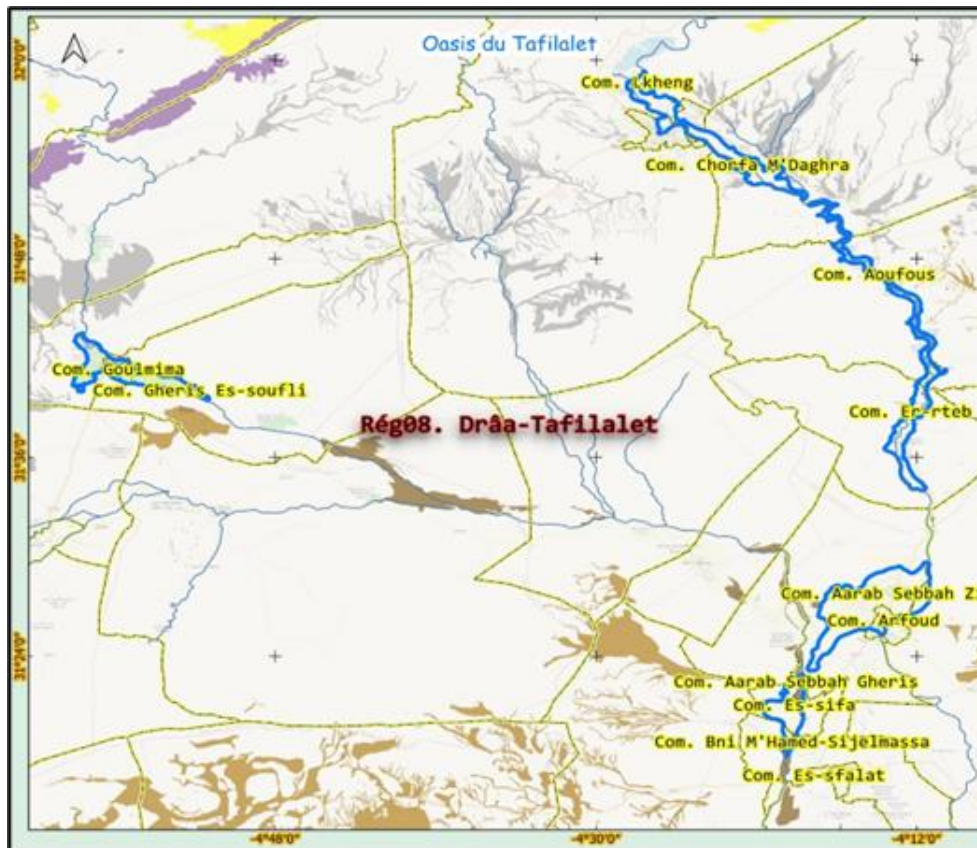 Oasis du Tafilalet
32°0'0"
Com. Lkheng
Com. Chorfa M'Daghra
31°48'0"
Com. Aoufous
Com. Goulmima
Com. Gheris Es-soufli
Com. Er-rteb
Rég08. Drâa-Tafilalet
31°36'0"
Com. Aarab Sebbah Z
Com. Arfoud
31°24'0"
Com. Aarab Sebbah Gheris
Com. Es-sifa
Com. Bni M'Hamed-Sijelmassa
Com. Es-sfalat
-4°48'0"
-4°30'0"
-4°12'0"